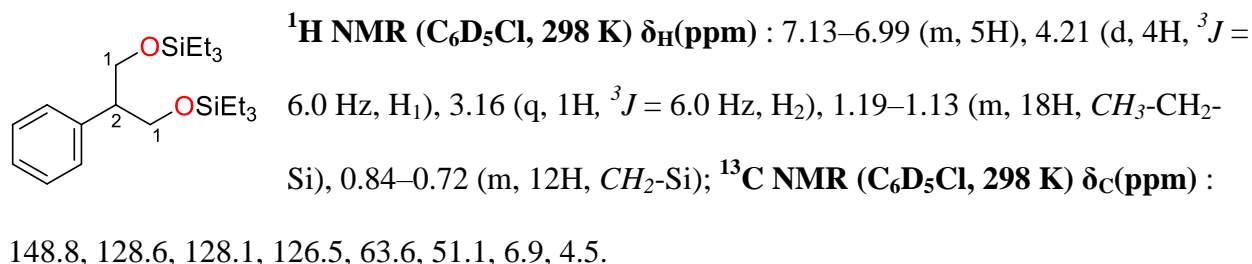 OSiEt₃
1
OSiEt₃
2
1
¹H NMR (C₆D₅Cl, 298 K) δH(ppm) : 7.13–6.99 (m, 5H), 4.21 (d, 4H, ³J =
6.0 Hz, H₁), 3.16 (q, 1H, ³J = 6.0 Hz, H₂), 1.19–1.13 (m, 18H, CH₃-CH₂-
Si), 0.84–0.72 (m, 12H, CH₂-Si); ¹³C NMR (C₆D₅Cl, 298 K) δC(ppm) :
148.8, 128.6, 128.1, 126.5, 63.6, 51.1, 6.9, 4.5.